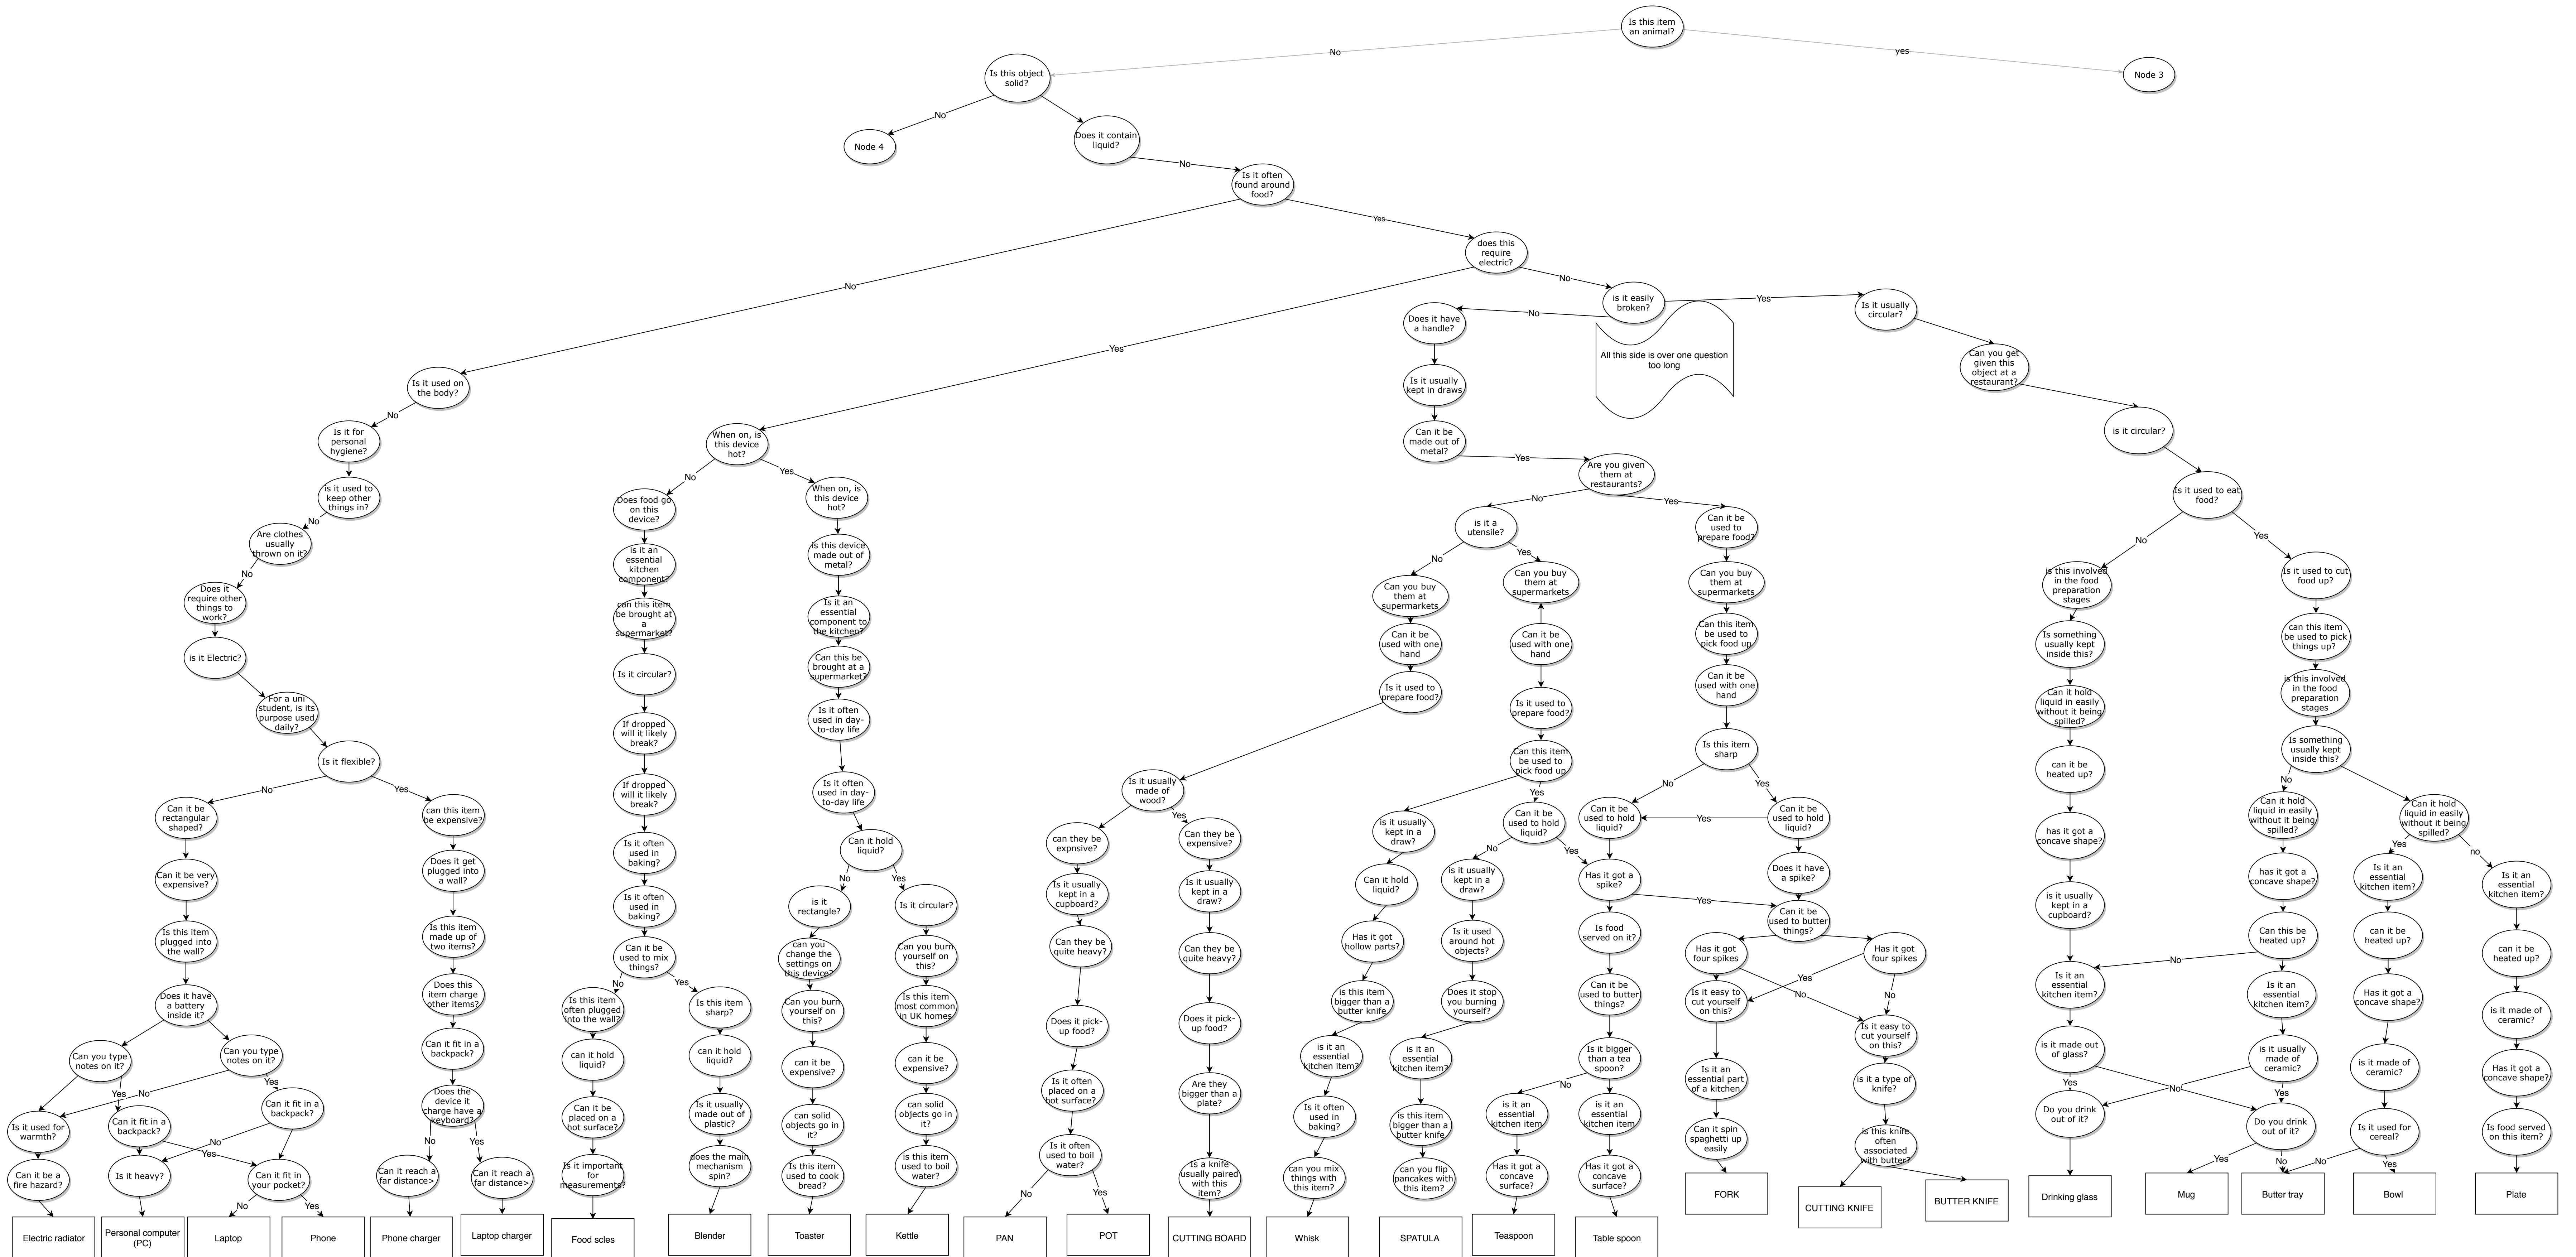 Is this item
an animal?
No
yes
Is this object
solid?
Node 3
No
Does it contain
liquid?
Node 4
No
Is it often
found around
food?
Yes
does this
require
electric?
No
No
is it easily
broken?
Yes
Is it usually
circular?
No
Does it have
a handle?
All this side is over one question
too long
Yes
Can you get
given this
object at a
restaurant?
Is it used on
the body?
Is it usually
kept in draws
No
is it circular?
Is it for
personal
hygiene?
When on, is
this device
hot?
Can it be
made out of
metal?
Yes
Are you given
them at
restaurants?
No
Yes
is it used to
keep other
things in?
Does food go
on this
device?
When on, is
this device
hot?
No
Yes
Is it used to eat
food?
No
Are clothes
usually
thrown on it?
is it a
utensile?
Can it be
used to
prepare food?
No
Yes
is it an
essential
kitchen
component?
is this device
made out of
metal?
No
Yes
No
Can you buy
them at
supermarkets
Can you buy
them at
supermarkets
Can you buy
them at
supermarkets
is this involved
in the food
preparation
stages
Is it used to cut
food up?
Does it
require other
things to
work?
can this item
be brought at
a
supermarket?
Is it an
essential
component to
the kitchen?
Can it be
used with one
hand
Can it be
used with one
hand
Can this item
be used to
pick food up
Is something
usually kept
inside this?
can this item
be used to pick
things up?
is it Electric?
Is it circular?
Can this be
brought at a
supermarket?
Is it used to
prepare food?
Is it used to
prepare food?
Can it be
used with one
hand
Can it hold
liquid in easily
without it being
spilled?
is this involved
in the food
preparation
stages
For a uni
student, is its
purpose used
daily?
If dropped
will it likely
break?
Is it often
used in day-
to-day life
Can this item
be used to
pick food up
Is this item
sharp
Is something
usually kept
inside this?
Is it flexible?
can it be
heated up?
No
Yes
If dropped
will it likely
break?
Is it often
used in day-
to-day life
Is it usually
made of
wood?
Yes
No
Yes
No
Can it be
rectangular
shaped?
can this item
be expensive?
Yes
is it usually
kept in a
draw?
Can it be
used to hold
liquid?
Can it be
used to hold
liquid?
Yes
Can it be
used to hold
liquid?
has it got a
concave shape?
Can it hold
liquid in easily
without it being
spilled?
Can it hold
liquid in easily
without it being
spilled?
Can it be very
expensive?
Does it get
plugged into
a wall?
Is it often
used in
baking?
Can it hold
liquid?
can they be
expnsive?
Can they be
expensive?
No
Yes
Yes
no
No
Yes
Can it hold
liquid?
is it usually
kept in a
draw?
Has it got a
spike?
Does it have
a spike?
is it usually
kept in a
cupboard?
has it got a
concave shape?
Is it an
essential
kitchen item?
Is it an
essential
kitchen item?
Is it often
used in
baking?
is it
rectangle?
Is it circular?
Is it usually
kept in a
cupboard?
Is it usually
kept in a
draw?
Yes
Is this item
plugged into
the wall?
Is this item
made up of
two items?
Can it be
used to mix
things?
can you
change the
settings on
this device?
Can you burn
yourself on
this?
Can they be
quite heavy?
Can they be
quite heavy?
Has it got
hollow parts?
Is it used
around hot
objects?
Is food
served on it?
Can it be
used to butter
things?
Has it got
four spikes
Has it got
four spikes
Can this be
heated up?
can it be
heated up?
can it be
heated up?
No
Yes
No
Yes
No
No
Does it have
a battery
inside it?
Does this
item charge
other items?
Is this item
often plugged
into the wall?
Is this item
sharp?
Can you burn
yourself on
this?
Is this item
most common
in UK homes
Does it pick-
up food?
Does it pick-
up food?
is this item
bigger than a
butter knife
Does it stop
you burning
yourself?
Can it be
used to butter
things?
Is it easy to
cut yourself
on this?
Is it easy to
cut yourself
on this?
Is it an
essential
kitchen item?
Is it an
essential
kitchen item?
Has it got a
concave shape?
is it made of
ceramic?
Can you type
notes on it?
Can you type
notes on it?
Can it fit in a
backpack?
can it hold
liquid?
can it hold
liquid?
can it be
expensive?
can it be
expensive?
is it an
essential
kitchen item?
is it an
essential
kitchen item?
Is it bigger
than a tea
spoon?
is it made out
of glass?
is it usually
made of
ceramic?
is it made of
ceramic?
Has it got a
concave shape?
Yes
No
Yes
No
Yes
No
Yes
Can it fit in a
backpack?
Can it fit in a
backpack?
Does the
device it
charge have a
keyboard?
Can it be
placed on a
hot surface?
Is it usually
made out of
plastic?
can solid
objects go in
it?
can solid
objects go in
it?
Is it often
placed on a
hot surface?
Are they
bigger than a
plate?
Is it often
used in
baking?
is this item
bigger than a
butter knife
is it an
essential
kitchen item
is it an
essential
kitchen item
Is it an
essential part
of a kitchen
is it a type of
knife?
Do you drink
out of it?
Do you drink
out of it?
Is it used for
cereal?
Is food served
on this item?
Is it used for
warmth?
No
Yes
No
Yes
Can it be a
fire hazard?
Is it heavy?
Can it fit in
your pocket?
Can it reach a
far distance>
Can it reach a
far distance>
Is it important
for
measurements?
does the main
mechanism
spin?
Is this item
used to cook
bread?
is this item
used to boil
water?
Is it often
used to boil
water?
Is a knife
usually paired
with this
item?
can you mix
things with
this item?
can you flip
pancakes with
this item?
Has it got a
concave
surface?
Has it got a
concave
surface?
Can it spin
spaghetti up
easily
is this knife
often
associated
with butter?
Yes
No
No
Yes
No
Yes
No
Yes
Electric radiator
Personal computer
(PC)
Laptop
Phone
Phone charger
Laptop charger
Food scles
Blender
Toaster
Kettle
PAN
POT
CUTTING BOARD
Whisk
SPATULA
Teaspoon
Table spoon
FORK
CUTTING KNIFE
BUTTER KNIFE
Drinking glass
Mug
Butter tray
Bowl
Plate